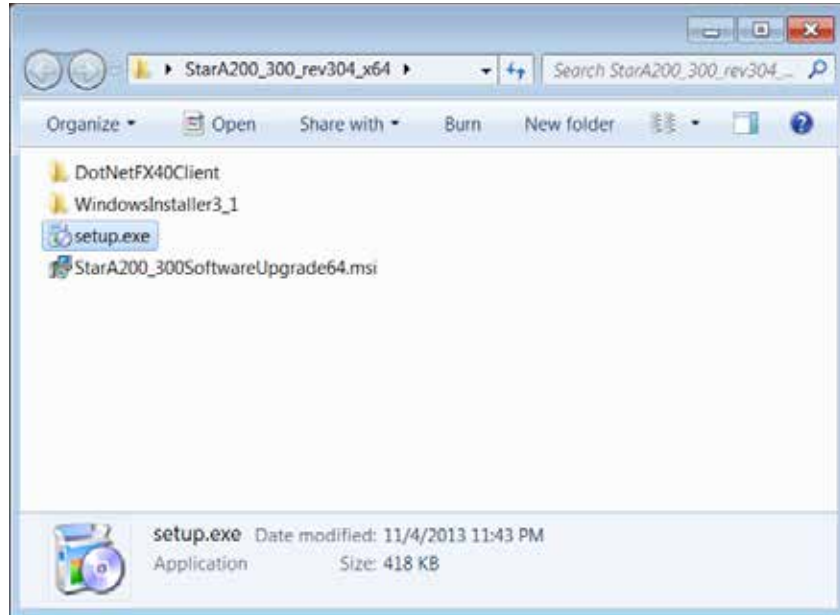 StarA200_300_rev304_x64
Search StarA200_300_rev304_...
Organize Open Share with Burn New folder
DotNetFX40Client
WindowsInstaller3_1
setup.exe
StarA200_300SoftwareUpgrade64.msi
setup.exe Date modified: 11/4/2013 11:43 PM
Application Size: 418 KB